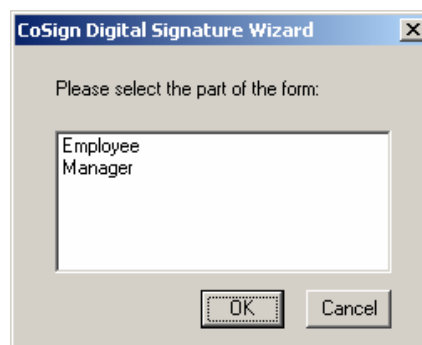 CoSign Digital Signature Wizard
Please select the part of the form:
Employee
Manager
OK
Cancel